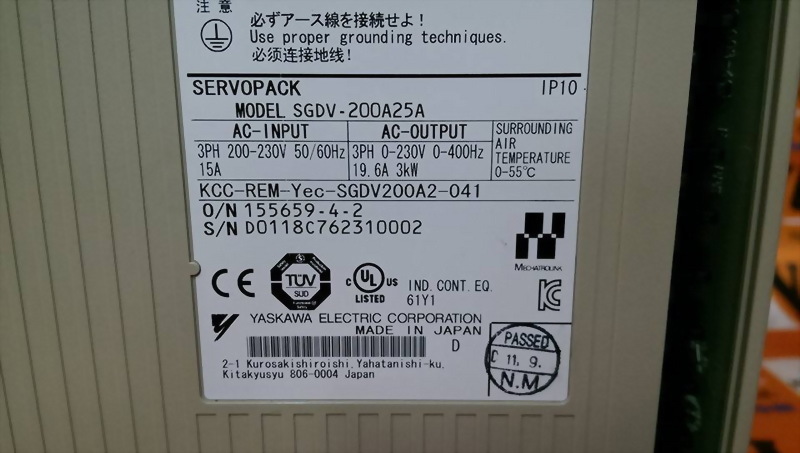 注意
必ずアース線を接続せよ!
Use proper grounding techniques.
必须连接地线!
SERVOPACK IP10
MODEL SGDV-200A25A
AC-INPUT AC-OUTPUT SURROUNDING AIR TEMPERATURE 0-55℃
3PH 200-230V 50/60Hz 3PH 0-230V 0-400Hz
15A 19.6A 3kW
KCC-REM-Yec-SGDV200A2-041
O/N 155659-4-2
S/N D0118C762310002
MECHATROLINK
CE TÜV SÜD C UL US LISTED IND. CONT. EQ. 61Y1
YASKAWA ELECTRIC CORPORATION
MADE IN JAPAN D
2-1 Kurosakishiroishi, Yahatanishi-ku,
Kitakyusyu 806-0004 Japan
PASSED
11. 9.
N.M